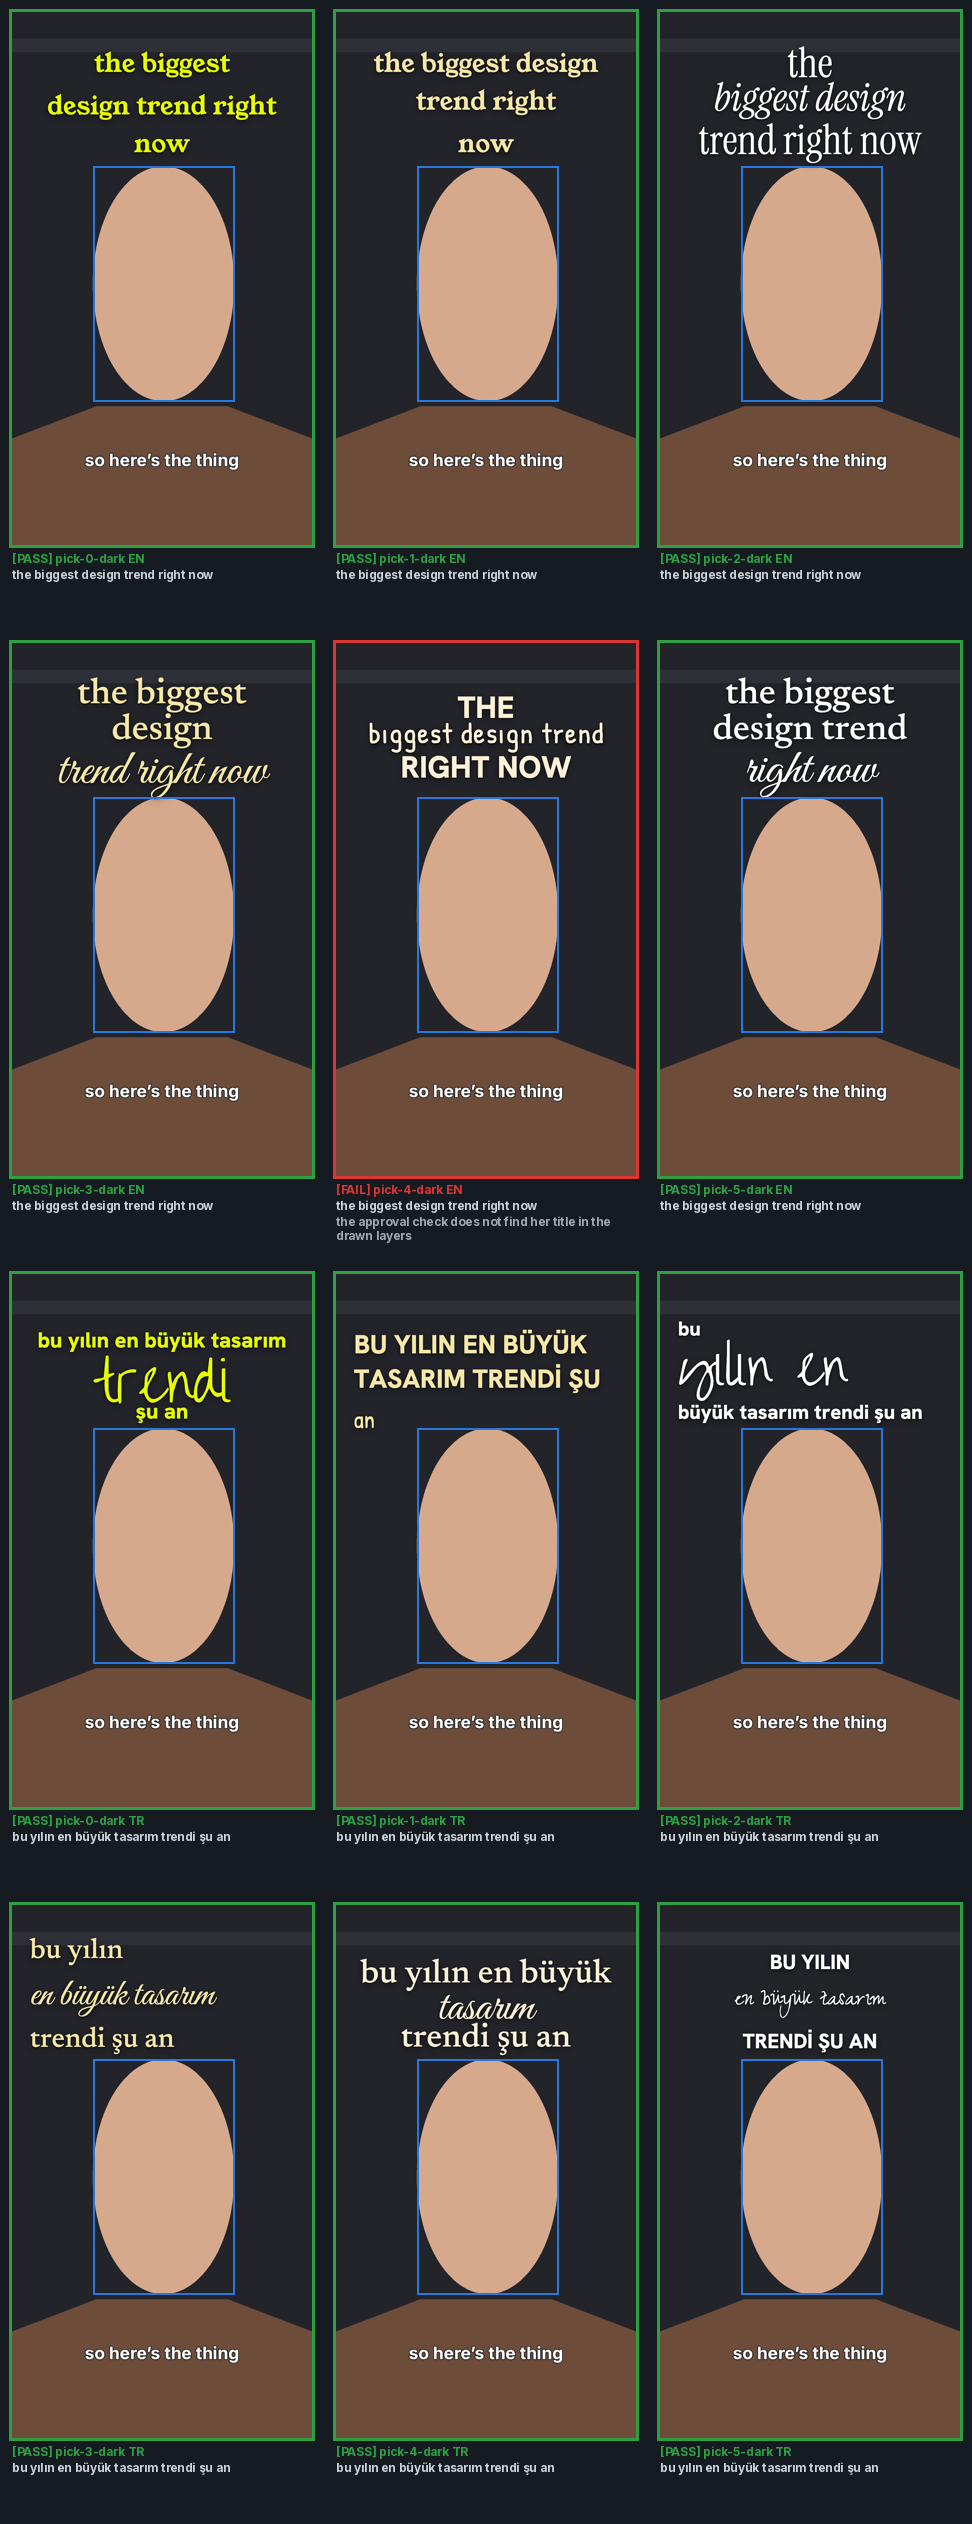 the biggest
design trend right
now
so here's the thing
[PASS] pick-0-dark EN
the biggest design trend right now
the biggest design
trend right
now
so here's the thing
[PASS] pick-1-dark EN
the biggest design trend right now
the
biggest design
trend right now
so here's the thing
[PASS] pick-2-dark EN
the biggest design trend right now
the biggest
design
trend right now
so here's the thing
[PASS] pick-3-dark EN
the biggest design trend right now
THE
bıggest desıgn trend
RIGHT NOW
so here's the thing
[FAIL] pick-4-dark EN
the biggest design trend right now
the approval check does not find her title in the
drawn layers
the biggest
design trend
right now
so here's the thing
[PASS] pick-5-dark EN
the biggest design trend right now
bu yılın en büyük tasarım
trendi
şu an
so here's the thing
[PASS] pick-0-dark TR
bu yılın en büyük tasarım trendi şu an
BU YILIN EN BÜYÜK
TASARIM TRENDİ ŞU
an
so here's the thing
[PASS] pick-1-dark TR
bu yılın en büyük tasarım trendi şu an
bu
yılın en
büyük tasarım trendi şu an
so here's the thing
[PASS] pick-2-dark TR
bu yılın en büyük tasarım trendi şu an
bu yılın
en büyük tasarım
trendi şu an
so here's the thing
[PASS] pick-3-dark TR
bu yılın en büyük tasarım trendi şu an
bu yılın en büyük
tasarım
trendi şu an
so here's the thing
[PASS] pick-4-dark TR
bu yılın en büyük tasarım trendi şu an
BU YILIN
en büyük tasarım
TRENDİ ŞU AN
so here's the thing
[PASS] pick-5-dark TR
bu yılın en büyük tasarım trendi şu an